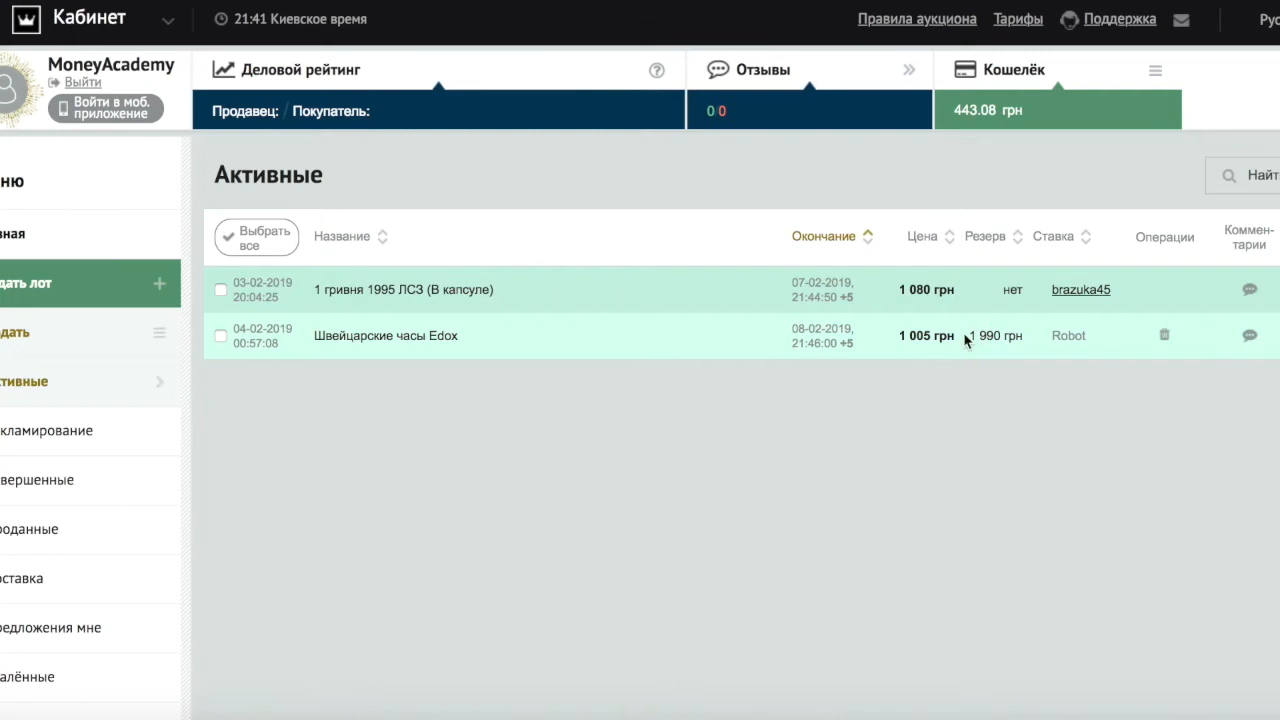 Кабинет
21:41 Киевское время
Правила аукциона
Тарифы
Поддержка
Рус
MoneyAcademy
Выйти
Войти в моб.
приложение
Деловой рейтинг
Отзывы
Кошелёк
Продавец: / Покупатель:
0/0
443.08 грн
ню
вная
дать лот
дать
тивные
кламирование
вершенные
роданные
оставка
редложения мне
алённые
Активные
Найт
Выбрать
все
Название
Окончание
Цена
Резерв
Ставка
Операции
Коммен-
тарии
03-02-2019
20:04:25
1 гривня 1995 ЛСЗ (В капсуле)
07-02-2019,
21:44:50 +5
1 080 грн
нет
brazuka45
04-02-2019
00:57:08
Швейцарские часы Edox
08-02-2019,
21:46:00 +5
1 005 грн
1 990 грн
Robot